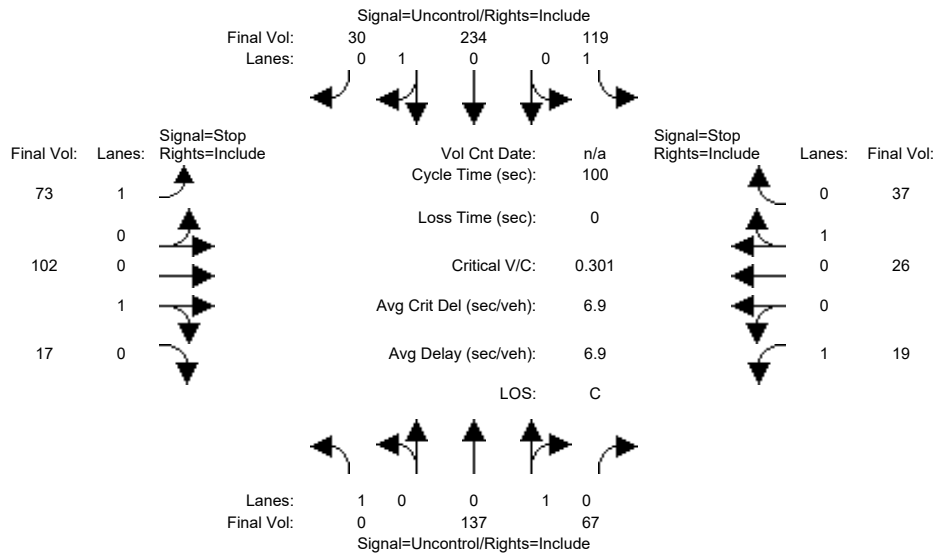 Signal=Uncontrol/Rights=Include
Final Vol: 30 234 119
Lanes: 0 1 0 0 1
Signal=Stop
Final Vol: Lanes: Rights=Include
Vol Cnt Date: n/a
Signal=Stop
Rights=Include Lanes: Final Vol:
Cycle Time (sec): 100
73 1
0 37
Loss Time (sec): 0
0
1
102 0
Critical V/C: 0.301
0 26
1
Avg Crit Del (sec/veh): 6.9
0
17 0
Avg Delay (sec/veh): 6.9
1 19
LOS: C
Lanes: 1 0 0 1 0
Final Vol: 0 137 67
Signal=Uncontrol/Rights=Include